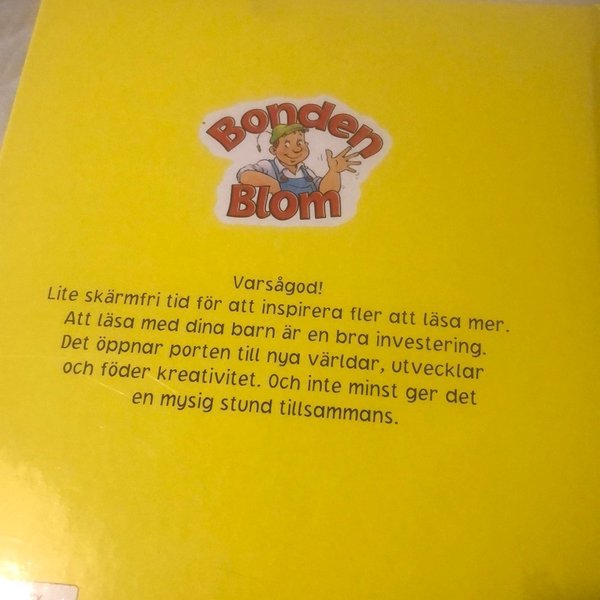 Bonden
Blom
Varsågod!
Lite skärmfri tid för att inspirera fler att läsa mer.
Att läsa med dina barn är en bra investering.
Det öppnar porten till nya världar, utvecklar
och föder kreativitet. Och inte minst ger det
en mysig stund tillsammans.